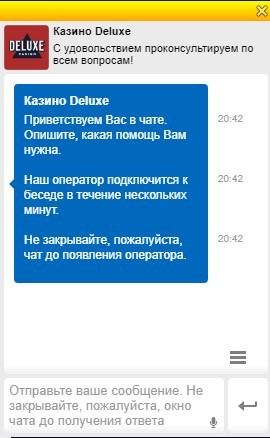 Казино Deluxe
С удовольствием проконсультируем по
всем вопросам!
DELUXE
CASINO
Казино Deluxe
Приветствуем Вас в чате.
Опишите, какая помощь Вам
нужна.
20:42
Наш оператор подключится к
беседе в течение нескольких
минут.
20:42
Не закрывайте, пожалуйста,
чат до появления оператора.
20:42
Отправьте ваше сообщение. Не
закрывайте, пожалуйста, окно
чата до получения ответа